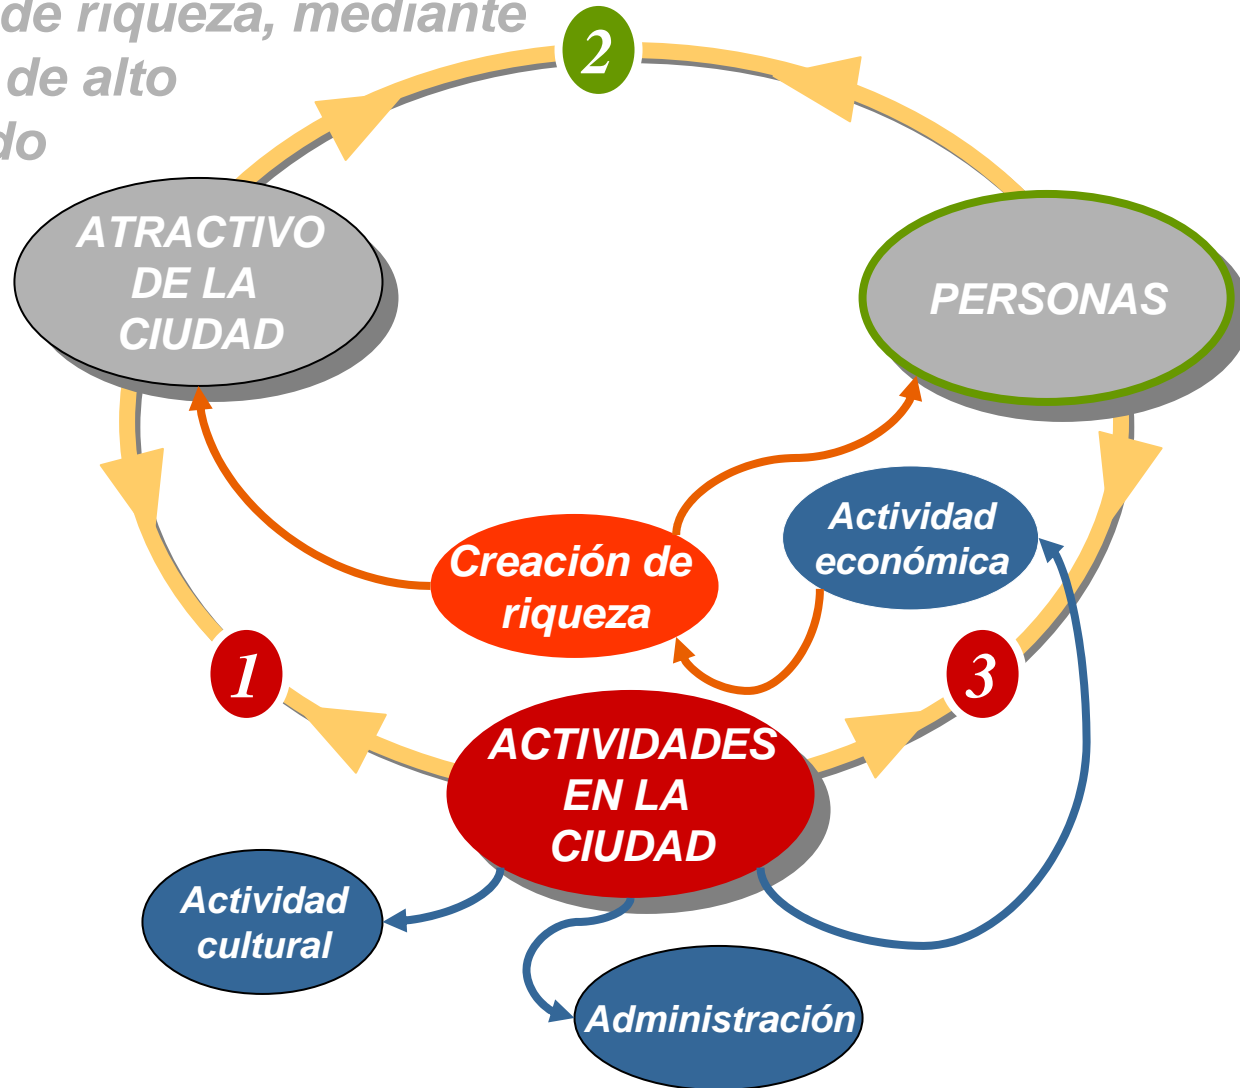 de riqueza, mediante
de alto
do
2
ATRACTIVO
DE LA
CIUDAD
PERSONAS
Actividad
económica
Creación de
riqueza
1
3
ACTIVIDADES
EN LA
CIUDAD
Actividad
cultural
Administración